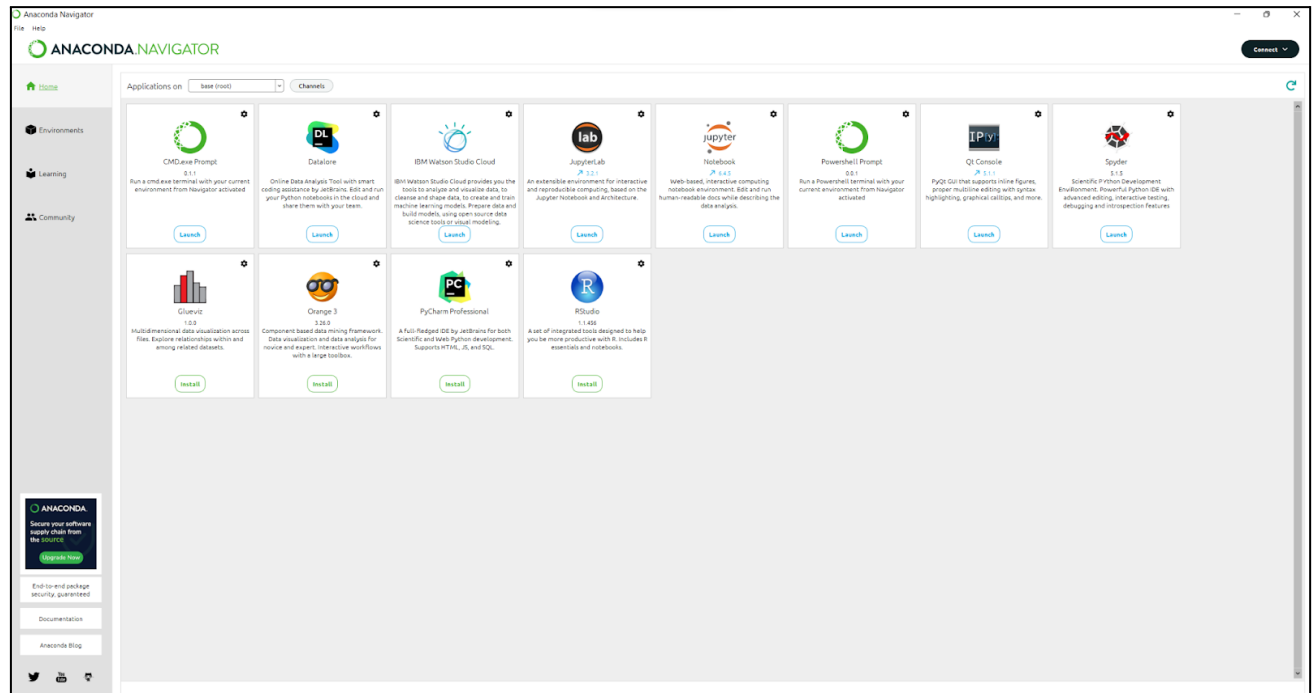 Anaconda Navigator
File Help
ANACONDA.NAVIGATOR
Connect
Home
Environments
Learning
Community
Applications on base (root) Channels
CMD.exe Prompt
0.1.1
Run a cmd.exe terminal with your current
environment from Navigator activated
Launch
DL
Datalore
Online Data Analysis Tool with smart
coding assistance by JetBrains. Edit and run
your Python notebooks in the cloud and
share them with your team.
Launch
IBM Watson Studio Cloud
IBM Watson Studio Cloud provides you the
tools to analyze and visualize data, to
cleanse and shape data, to create and train
machine learning models. Prepare data and
build models, using open source data
science tools or visual modeling.
Launch
lab
JupyterLab
3.2.1
An extensible environment for interactive
and reproducible computing, based on the
Jupyter Notebook and Architecture.
Launch
jupyter
Notebook
6.4.5
Web-based, interactive computing
notebook environment. Edit and run
human-readable docs while describing the
data analysis.
Launch
Powershell Prompt
0.0.1
Run a Powershell terminal with your
current environment from Navigator
activated
Launch
IP[y]:
Qt Console
5.1.1
PyQt GUI that supports inline figures,
proper multiline editing with syntax
highlighting, graphical calltips, and more.
Launch
Spyder
5.1.5
Scientific PYthon Development
EnviRonment. Powerful Python IDE with
advanced editing, interactive testing,
debugging and introspection features
Launch
Glueviz
1.0.0
Multidimensional data visualization across
files. Explore relationships within and
among related datasets.
Install
Orange 3
3.26.0
Component based data mining framework.
Data visualization and data analysis for
novice and expert. Interactive workflows
with a large toolbox.
Install
PC
PyCharm Professional
A full-fledged IDE by JetBrains for both
Scientific and Web Python development.
Supports HTML, JS, and SQL.
Install
R
RStudio
1.1.456
A set of integrated tools designed to help
you be more productive with R. Includes R
essentials and notebooks.
Install
ANACONDA.
Secure your software
supply chain from
the source
Upgrade Now
End-to-end package
security, guaranteed
Documentation
Anaconda Blog
You
Tube